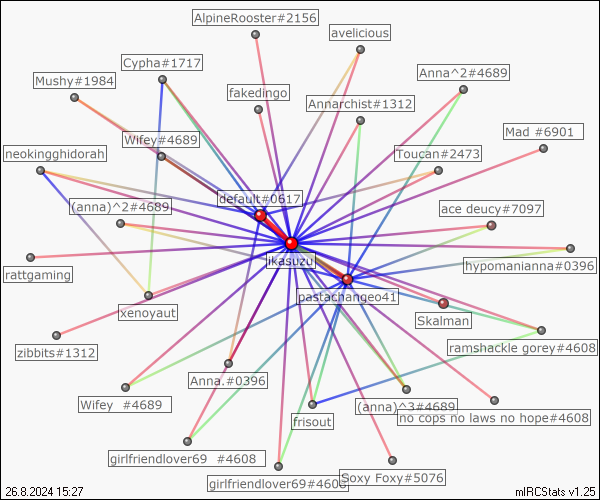 AlpineRooster#2156
avelicious
Cypha#1717
Anna^2#4689
Mushy#1984
fakedingo
Annarchist#1312
Mad #6901
Wifey#4689
neokingghidorah
Toucan#2473
default#0617
(anna)^2#4689
ace deucy#7097
ikasuzu
hypomanianna#0396
rattgaming
pastachangeo41
xenoyaut
Skalman
zibbits#1312
ramshackle gorey#4608
Anna.#0396
Wifey  #4689
(anna)^3#4689
no cops no laws no hope#4608
frisout
girlfriendlover69  #4608
Soxy Foxy#5076
girlfriendlover69#4608
26.8.2024 15:27
mIRCStats v1.25